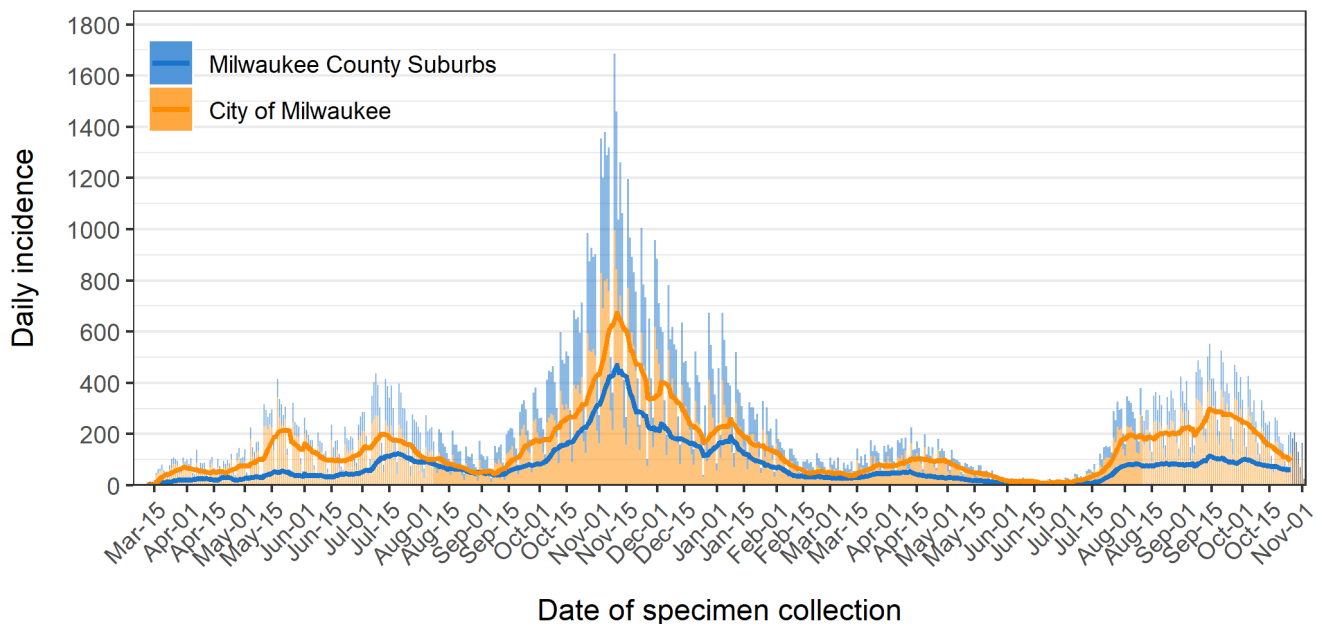 1800
1600
1400
1200
1000
800
600
400
200
0
Daily incidence
Milwaukee County Suburbs
City of Milwaukee
Mar-15
Apr-01
Apr-15
May-01
May-15
Jun-01
Jun-15
Jul-01
Jul-15
Aug-01
Aug-15
Sep-01
Sep-15
Oct-01
Oct-15
Nov-01
Nov-15
Dec-01
Dec-15
Jan-01
Jan-15
Feb-01
Feb-15
Mar-01
Mar-15
Apr-01
Apr-15
May-01
May-15
Jun-01
Jun-15
Jul-01
Jul-15
Aug-01
Aug-15
Sep-01
Sep-15
Oct-01
Oct-15
Nov-01
Date of specimen collection